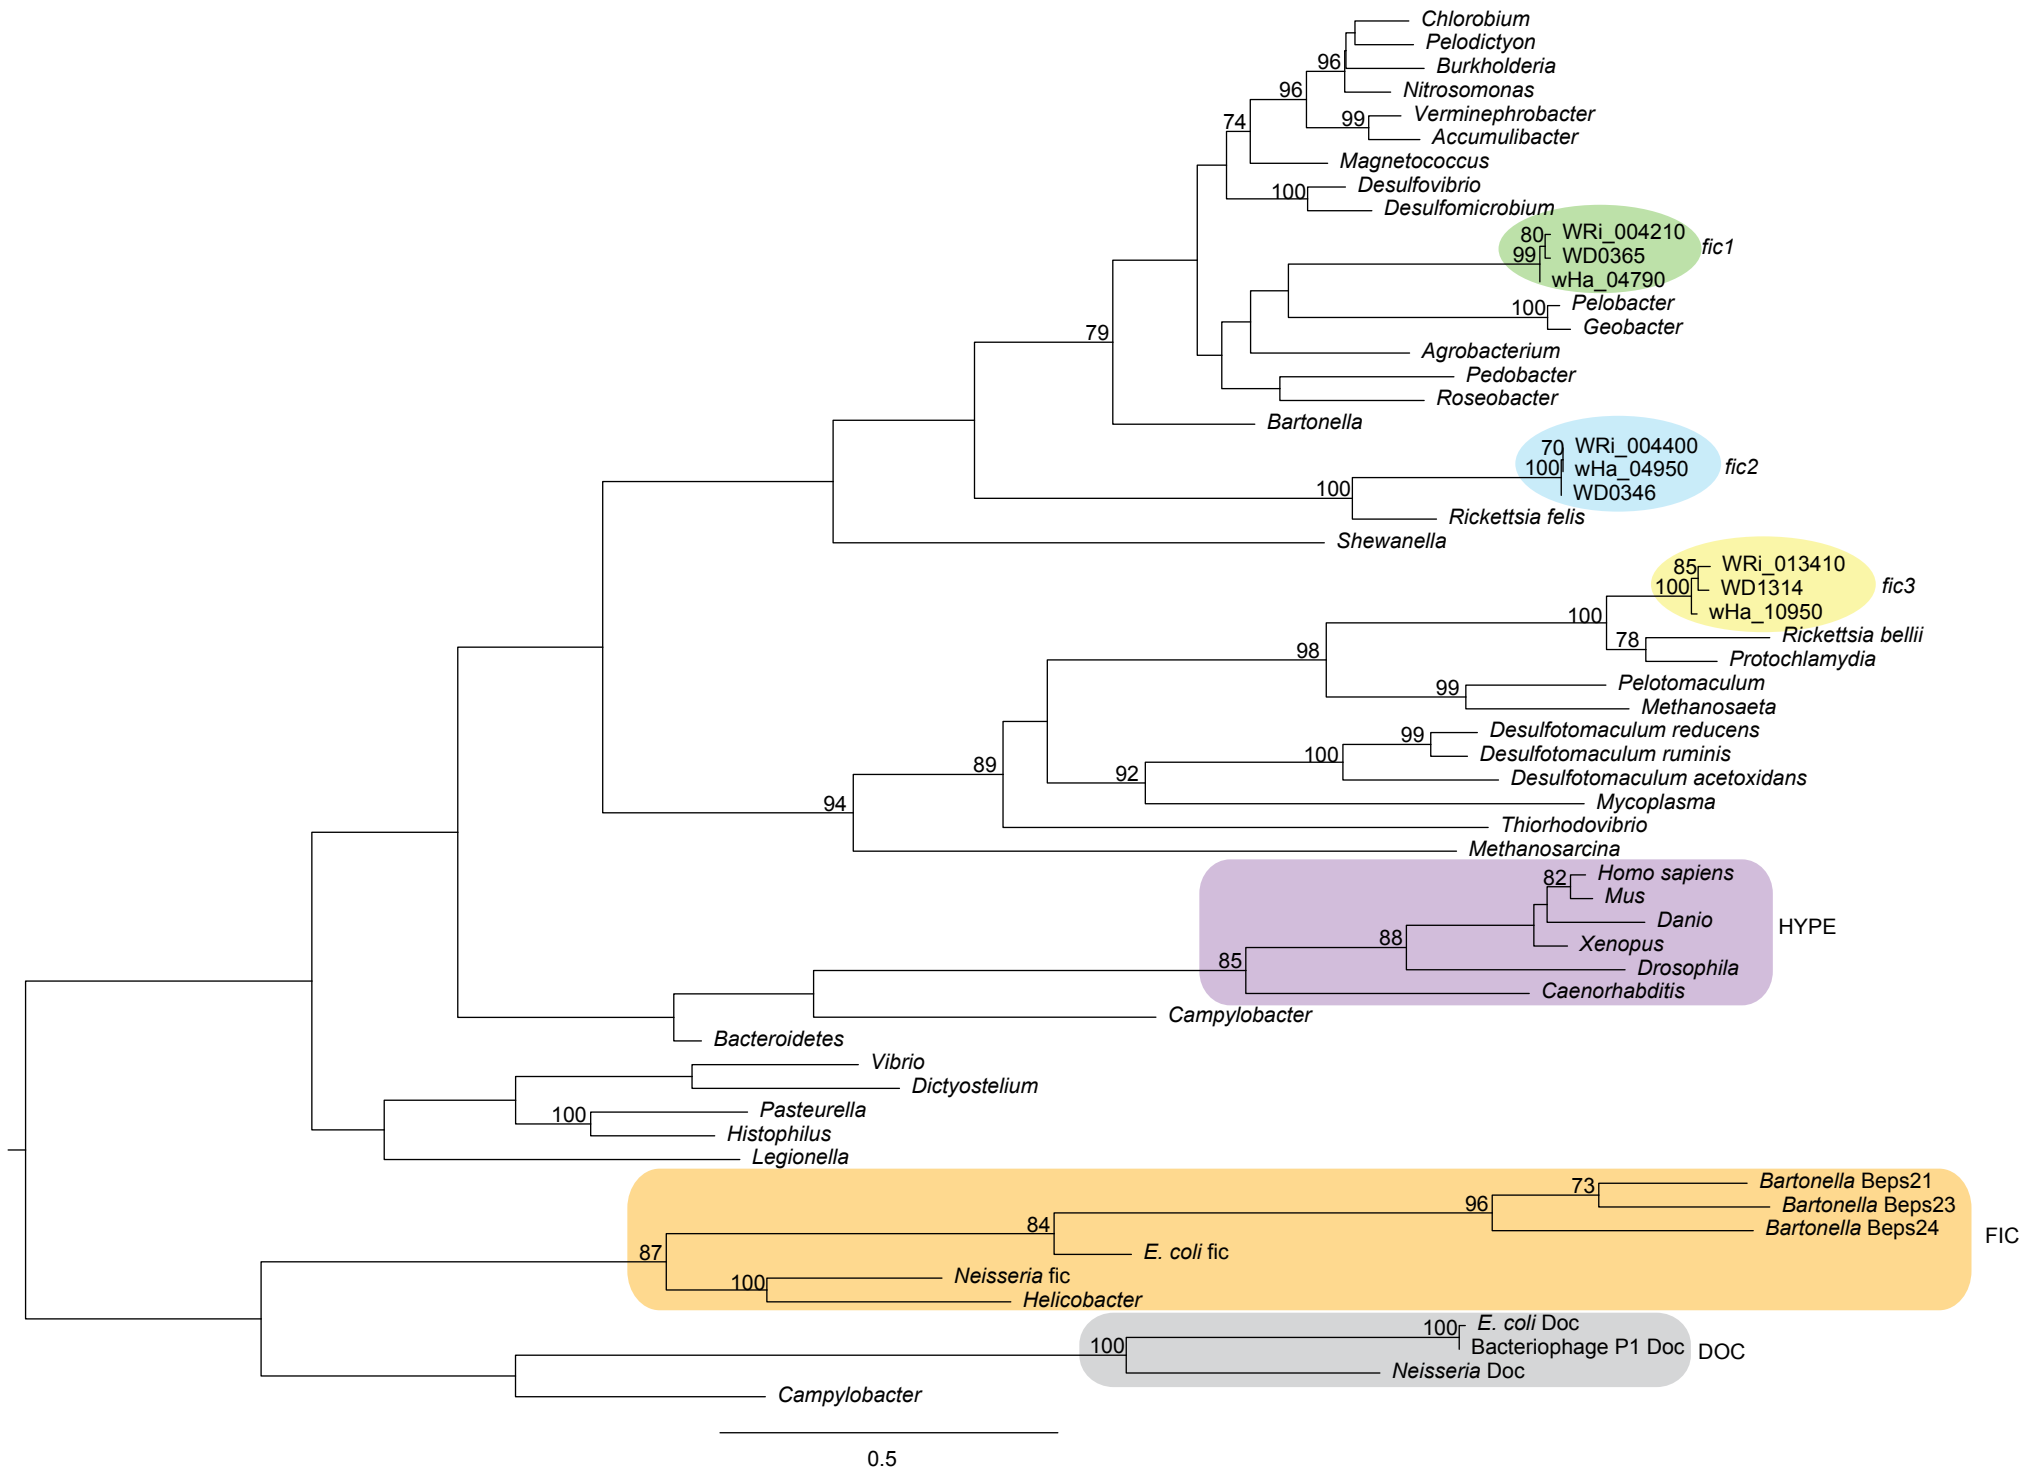 Chlorobium
Pelodictyon
96 Burkholderia
96 Nitrosomonas
74 99 Verminephrobacter
Accumulibacter
Magnetococcus
100 Desulfovibrio
Desulfomicrobium
80 WRi_004210
99 WD0365 fic1
wHa_04790
100 Pelobacter
Geobacter
79
Agrobacterium
Pedobacter
Roseobacter
Bartonella
70 WRi_004400
100 wHa_04950 fic2
100 WD0346
Rickettsia felis
Shewanella
85 WRi_013410
100 WD1314 fic3
100 wHa_10950
78 Rickettsia bellii
98 Protochlamydia
99 Pelotomaculum
Methanosaeta
99 Desulfotomaculum reducens
100 Desulfotomaculum ruminis
89 92 Desulfotomaculum acetoxidans
94 Mycoplasma
Thiorhodovibrio
Methanosarcina
82 Homo sapiens
Mus
Danio HYPE
88 Xenopus
85 Drosophila
Caenorhabditis
Campylobacter
Bacteroidetes
Vibrio
Dictyostelium
100 Pasteurella
Histophilus
Legionella
73 Bartonella Beps21
96 Bartonella Beps23
84 Bartonella Beps24 FIC
87 E. coli fic
100 Neisseria fic
Helicobacter
100 E. coli Doc
100 Bacteriophage P1 Doc DOC
Neisseria Doc
Campylobacter
0.5